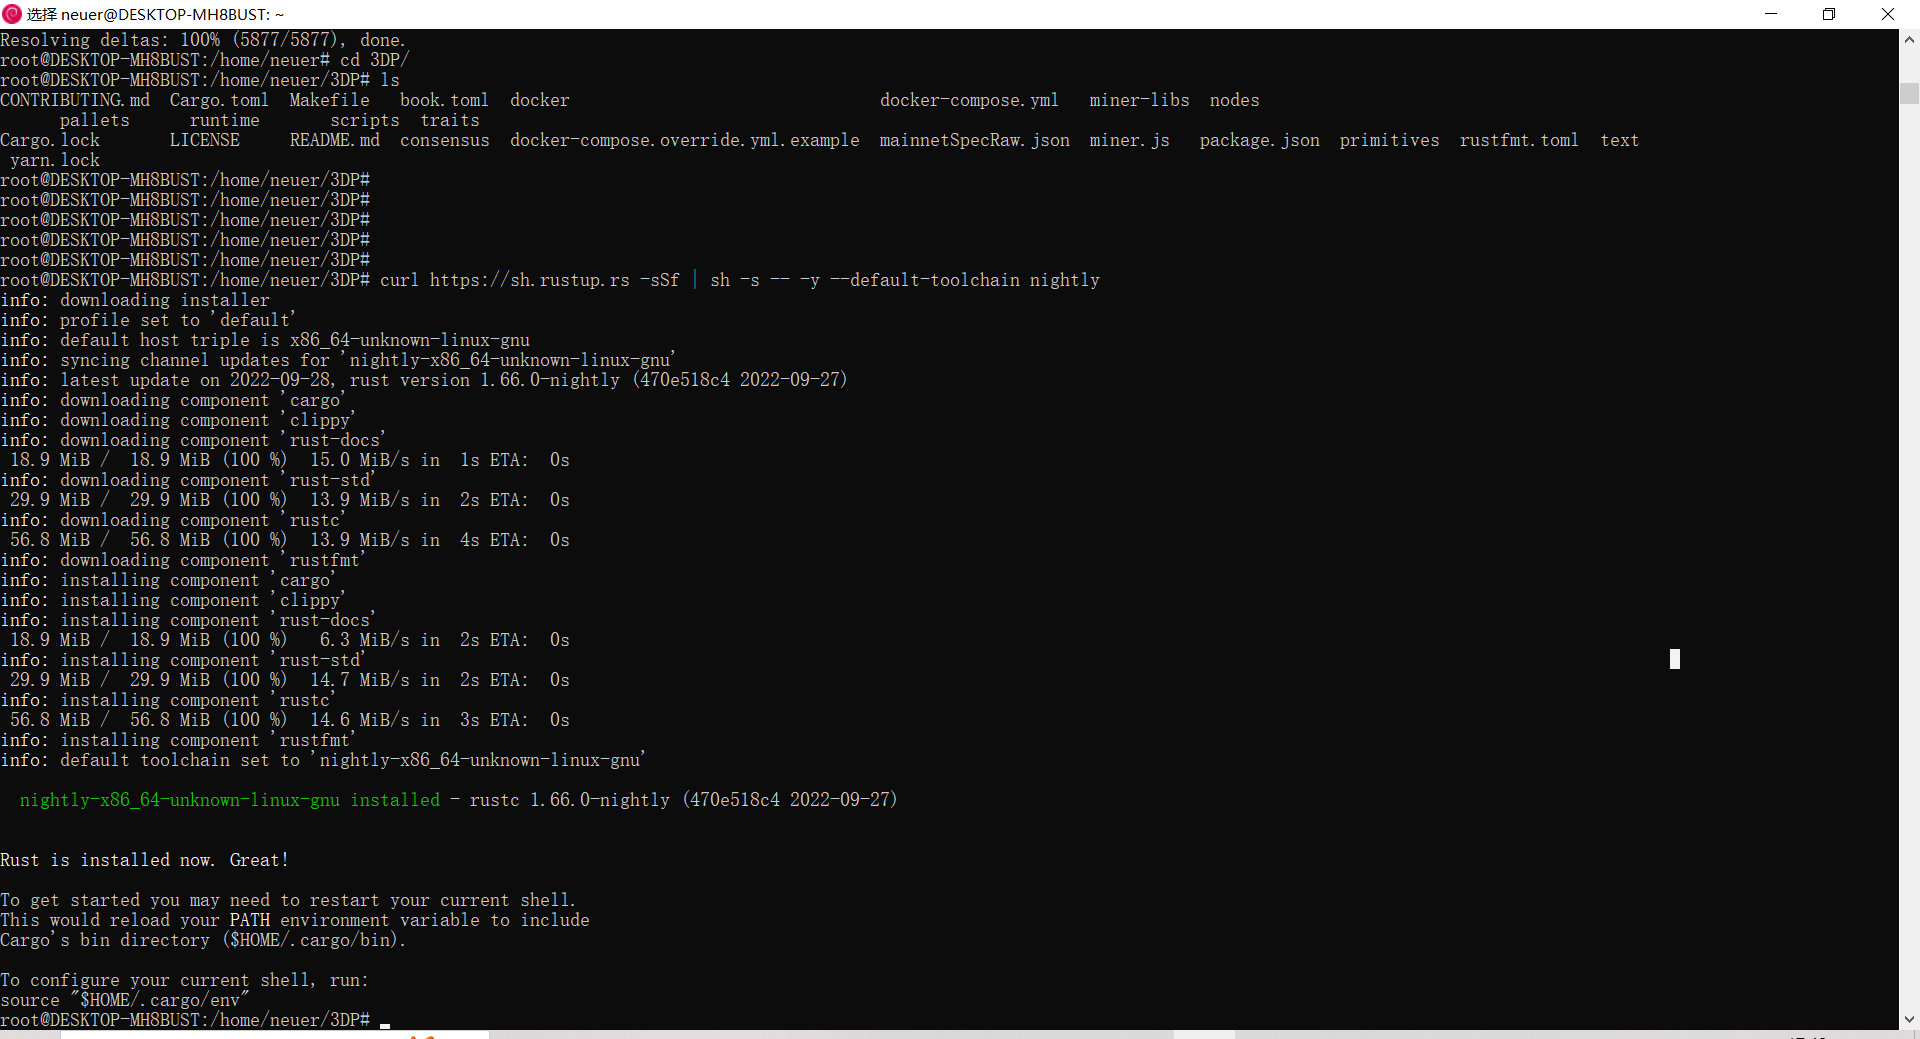 选择 neuer@DESKTOP-MH8BUST: ~
Resolving deltas: 100% (5877/5877), done.
root@DESKTOP-MH8BUST:/home/neuer# cd 3DP/
root@DESKTOP-MH8BUST:/home/neuer/3DP# ls
CONTRIBUTING.md  Cargo.toml  Makefile   book.toml  docker                               docker-compose.yml   miner-libs  nodes
      pallets      runtime       scripts  traits
Cargo.lock       LICENSE     README.md  consensus  docker-compose.override.yml.example  mainnetSpecRaw.json  miner.js   package.json  primitives  rustfmt.toml  text
 yarn.lock
root@DESKTOP-MH8BUST:/home/neuer/3DP#
root@DESKTOP-MH8BUST:/home/neuer/3DP#
root@DESKTOP-MH8BUST:/home/neuer/3DP#
root@DESKTOP-MH8BUST:/home/neuer/3DP#
root@DESKTOP-MH8BUST:/home/neuer/3DP#
root@DESKTOP-MH8BUST:/home/neuer/3DP# curl https://sh.rustup.rs -sSf | sh -s -- -y --default-toolchain nightly
info: downloading installer
info: profile set to 'default'
info: default host triple is x86_64-unknown-linux-gnu
info: syncing channel updates for 'nightly-x86_64-unknown-linux-gnu'
info: latest update on 2022-09-28, rust version 1.66.0-nightly (470e518c4 2022-09-27)
info: downloading component 'cargo'
info: downloading component 'clippy'
info: downloading component 'rust-docs'
 18.9 MiB /  18.9 MiB (100 %)  15.0 MiB/s in  1s ETA:  0s
info: downloading component 'rust-std'
 29.9 MiB /  29.9 MiB (100 %)  13.9 MiB/s in  2s ETA:  0s
info: downloading component 'rustc'
 56.8 MiB /  56.8 MiB (100 %)  13.9 MiB/s in  4s ETA:  0s
info: downloading component 'rustfmt'
info: installing component 'cargo'
info: installing component 'clippy'
info: installing component 'rust-docs'
 18.9 MiB /  18.9 MiB (100 %)   6.3 MiB/s in  2s ETA:  0s
info: installing component 'rust-std'
 29.9 MiB /  29.9 MiB (100 %)  14.7 MiB/s in  2s ETA:  0s
info: installing component 'rustc'
 56.8 MiB /  56.8 MiB (100 %)  14.6 MiB/s in  3s ETA:  0s
info: installing component 'rustfmt'
info: default toolchain set to 'nightly-x86_64-unknown-linux-gnu'
  nightly-x86_64-unknown-linux-gnu installed - rustc 1.66.0-nightly (470e518c4 2022-09-27)
Rust is installed now. Great!
To get started you may need to restart your current shell.
This would reload your PATH environment variable to include
Cargo's bin directory ($HOME/.cargo/bin).
To configure your current shell, run:
source "$HOME/.cargo/env"
root@DESKTOP-MH8BUST:/home/neuer/3DP#